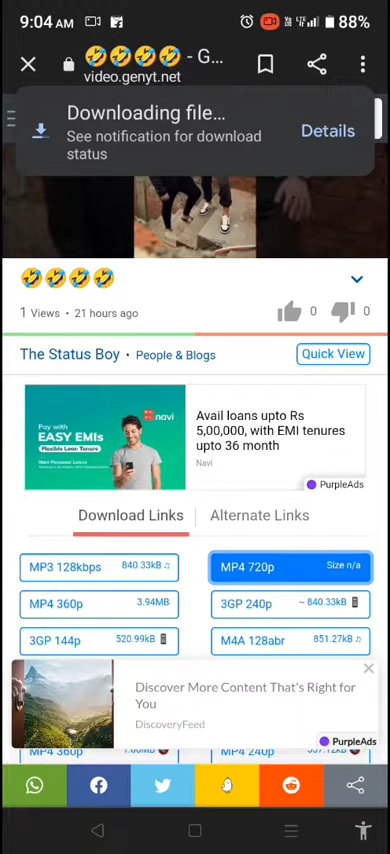 9:04 AM
88%
🤣🤣🤣🤣 - G...
video.genyt.net
Downloading file...
See notification for download
status
Details
🤣🤣🤣🤣
1 Views • 21 hours ago
0
0
The Status Boy • People & Blogs
Quick View
Pay with
EASY EMIs
Flexible Loan Tenure
navi
Avail loans upto Rs
5,00,000, with EMI tenures
upto 36 month
Navi
PurpleAds
Download Links
Alternate Links
MP3 128kbps 840.33kB ♫
MP4 720p Size n/a
MP4 360p 3.94MB
3GP 240p ~ 840.33kB
3GP 144p 520.99kB
M4A 128abr 851.27kB ♫
Discover More Content That's Right for
You
DiscoveryFeed
PurpleAds
MP4 360p
MP4 240p